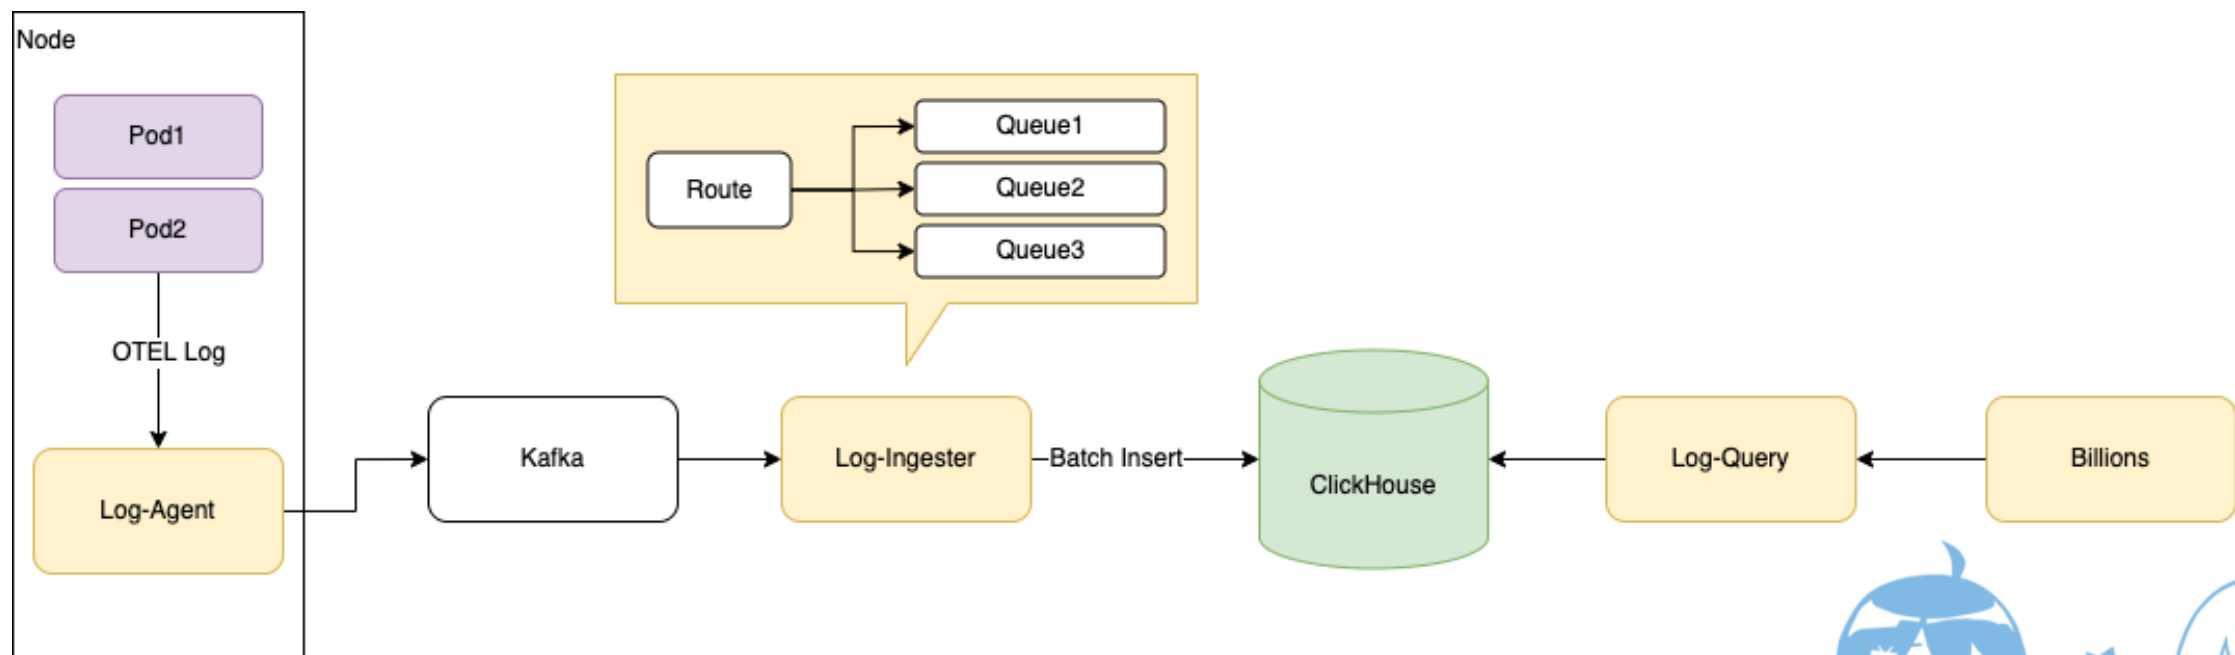 Node
Pod1
Pod2
OTEL Log
Log-Agent
Route
Queue1
Queue2
Queue3
Kafka
Log-Ingester
Batch Insert
ClickHouse
Log-Query
Billions